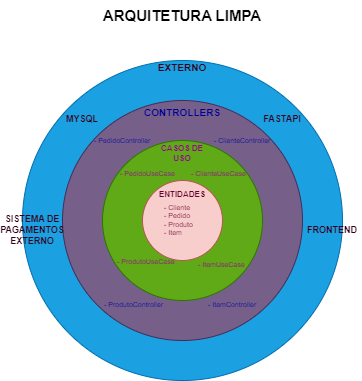 ARQUITETURA LIMPA
EXTERNO
MYSQL
CONTROLLERS
FASTAPI
- PedidoController
- ClienteController
CASOS DE
USO
- PedidoUseCase
- ClienteUseCase
ENTIDADES
- Cliente
- Pedido
- Produto
- Item
SISTEMA DE
PAGAMENTOS
EXTERNO
FRONTEND
- ProdutoUseCase
- ItemUseCase
- ProdutoController
- ItemController